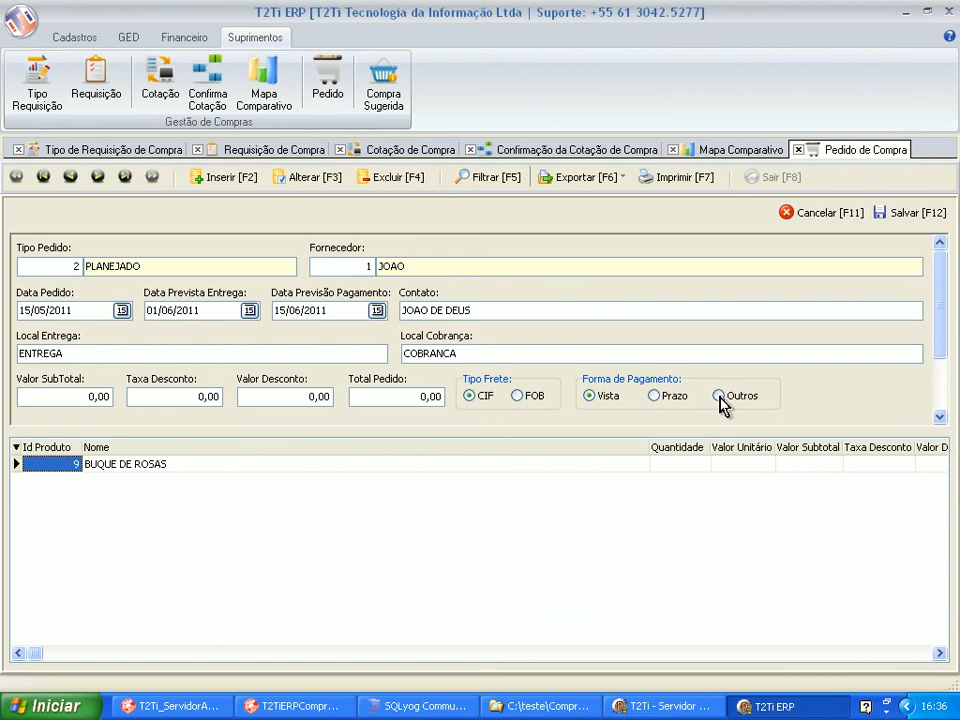 T2Ti ERP [T2Ti Tecnologia da Informação Ltda | Suporte: +55 61 3042.5277]
Cadastros GED Financeiro Suprimentos
Tipo Requisição Requisição Cotação Confirma Cotação Mapa Comparativo Pedido Compra Sugerida
Gestão de Compras
Tipo de Requisição de Compra Requisição de Compra Cotação de Compra Confirmação da Cotação de Compra Mapa Comparativo Pedido de Compra
Inserir [F2] Alterar [F3] Excluir [F4] Filtrar [F5] Exportar [F6] Imprimir [F7] Sair [F8]
Cancelar [F11] Salvar [F12]
Tipo Pedido: Fornecedor:
2 PLANEJADO 1 JOAO
Data Pedido: Data Prevista Entrega: Data Previsão Pagamento: Contato:
15/05/2011 15 01/06/2011 15 15/06/2011 15 JOAO DE DEUS
Local Entrega: Local Cobrança:
ENTREGA COBRANCA
Valor SubTotal: Taxa Desconto: Valor Desconto: Total Pedido: Tipo Frete: Forma de Pagamento:
0,00 0,00 0,00 0,00 CIF FOB Vista Prazo Outros
Id Produto Nome Quantidade Valor Unitário Valor Subtotal Taxa Desconto Valor D
9 BUQUE DE ROSAS
Iniciar T2Ti_ServidorA... T2TiERPCompr... SQLyog Commu... C:\teste\Compr... T2Ti - Servidor ... T2Ti ERP 16:36